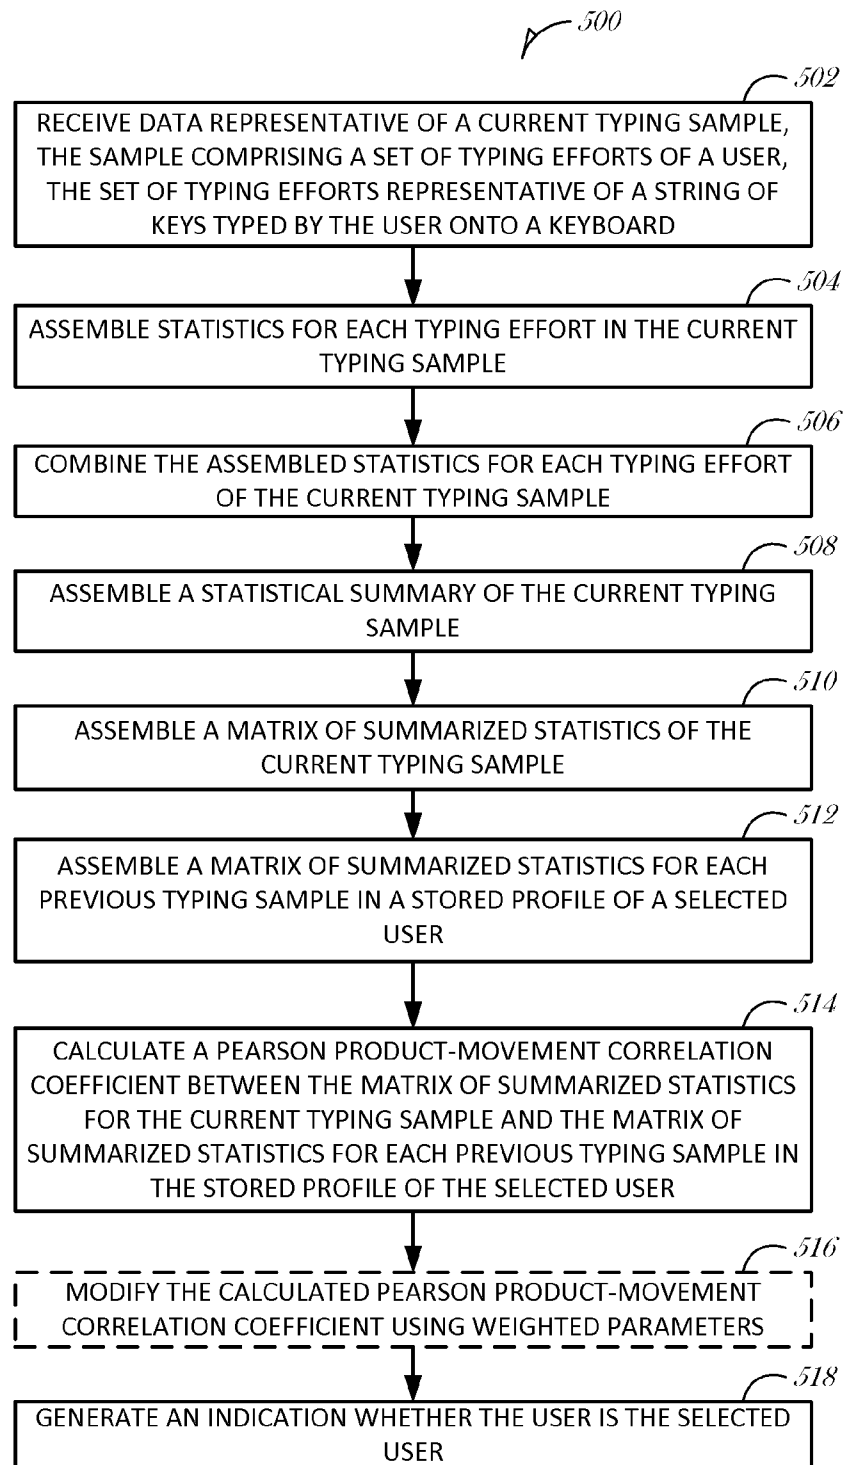 500
502
RECEIVE DATA REPRESENTATIVE OF A CURRENT TYPING SAMPLE,
THE SAMPLE COMPRISING A SET OF TYPING EFFORTS OF A USER,
THE SET OF TYPING EFFORTS REPRESENTATIVE OF A STRING OF
KEYS TYPED BY THE USER ONTO A KEYBOARD
504
ASSEMBLE STATISTICS FOR EACH TYPING EFFORT IN THE CURRENT
TYPING SAMPLE
506
COMBINE THE ASSEMBLED STATISTICS FOR EACH TYPING EFFORT
OF THE CURRENT TYPING SAMPLE
508
ASSEMBLE A STATISTICAL SUMMARY OF THE CURRENT TYPING
SAMPLE
510
ASSEMBLE A MATRIX OF SUMMARIZED STATISTICS OF THE
CURRENT TYPING SAMPLE
512
ASSEMBLE A MATRIX OF SUMMARIZED STATISTICS FOR EACH
PREVIOUS TYPING SAMPLE IN A STORED PROFILE OF A SELECTED
USER
514
CALCULATE A PEARSON PRODUCT-MOVEMENT CORRELATION
COEFFICIENT BETWEEN THE MATRIX OF SUMMARIZED STATISTICS
FOR THE CURRENT TYPING SAMPLE AND THE MATRIX OF
SUMMARIZED STATISTICS FOR EACH PREVIOUS TYPING SAMPLE IN
THE STORED PROFILE OF THE SELECTED USER
516
MODIFY THE CALCULATED PEARSON PRODUCT-MOVEMENT
CORRELATION COEFFICIENT USING WEIGHTED PARAMETERS
518
GENERATE AN INDICATION WHETHER THE USER IS THE SELECTED
USER